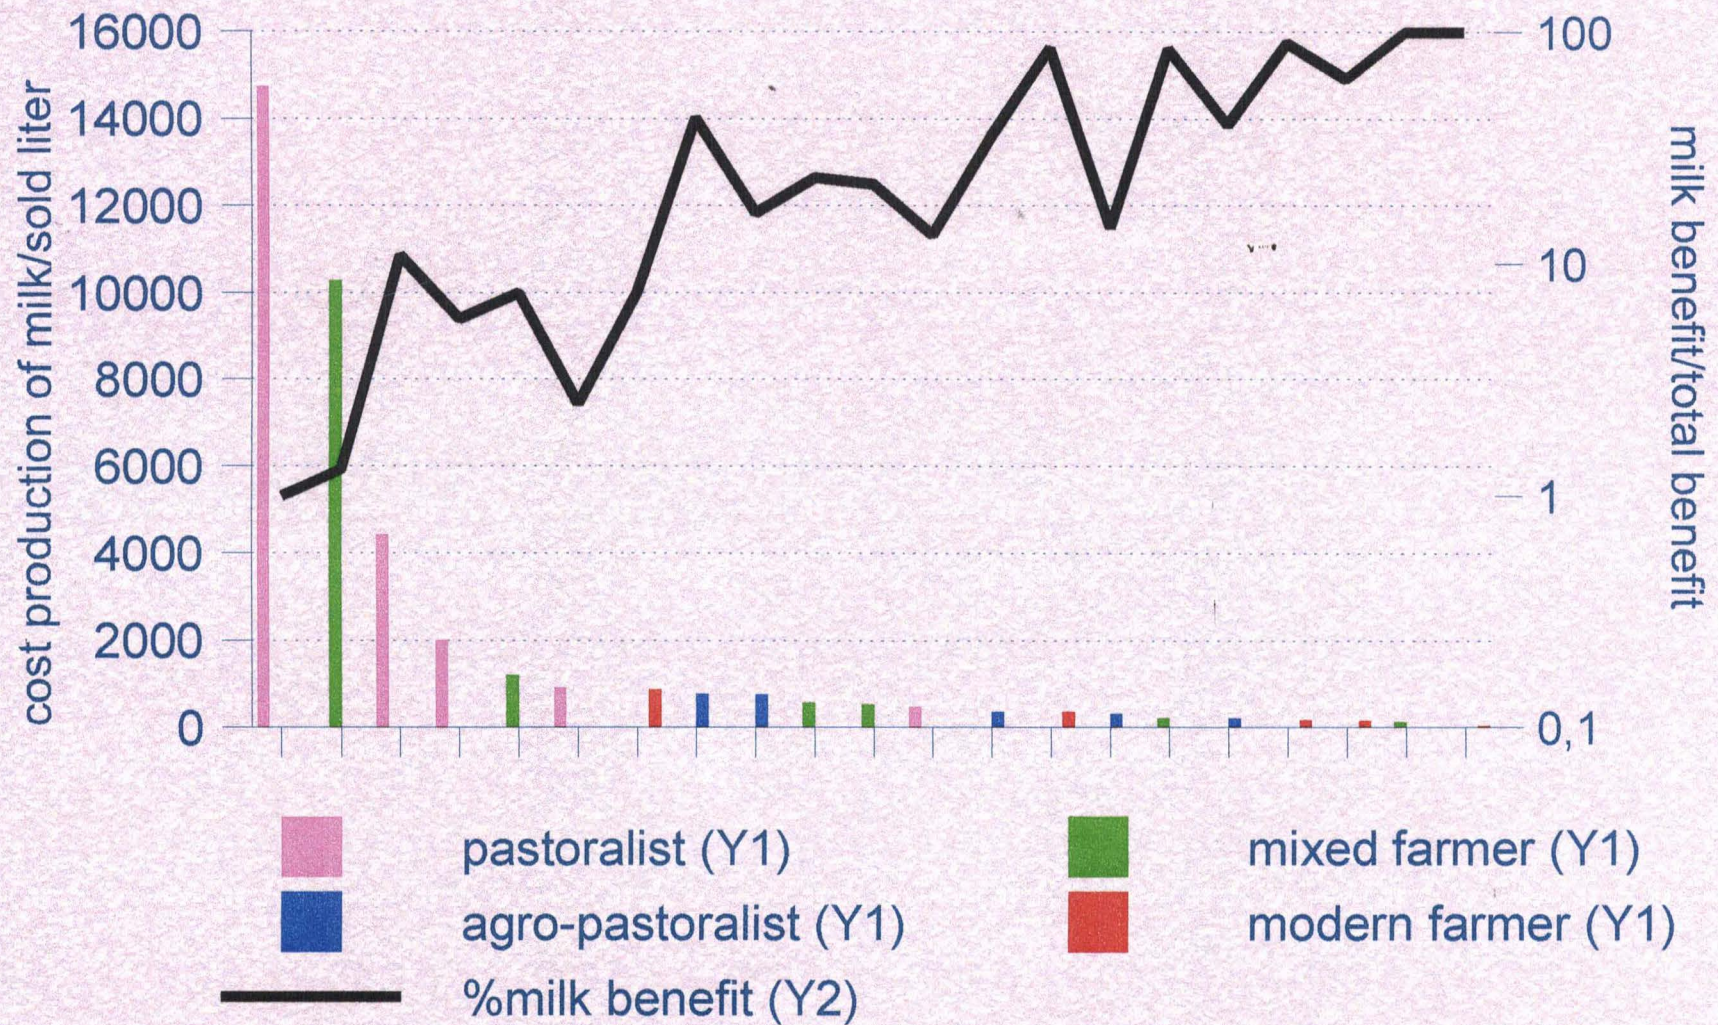 cost production of milk/sold liter
16000
14000
12000
10000
8000
6000
4000
2000
0
100
10
1
0,1
milk benefit/total benefit
pastoralist (Y1)
mixed farmer (Y1)
agro-pastoralist (Y1)
modern farmer (Y1)
%milk benefit (Y2)